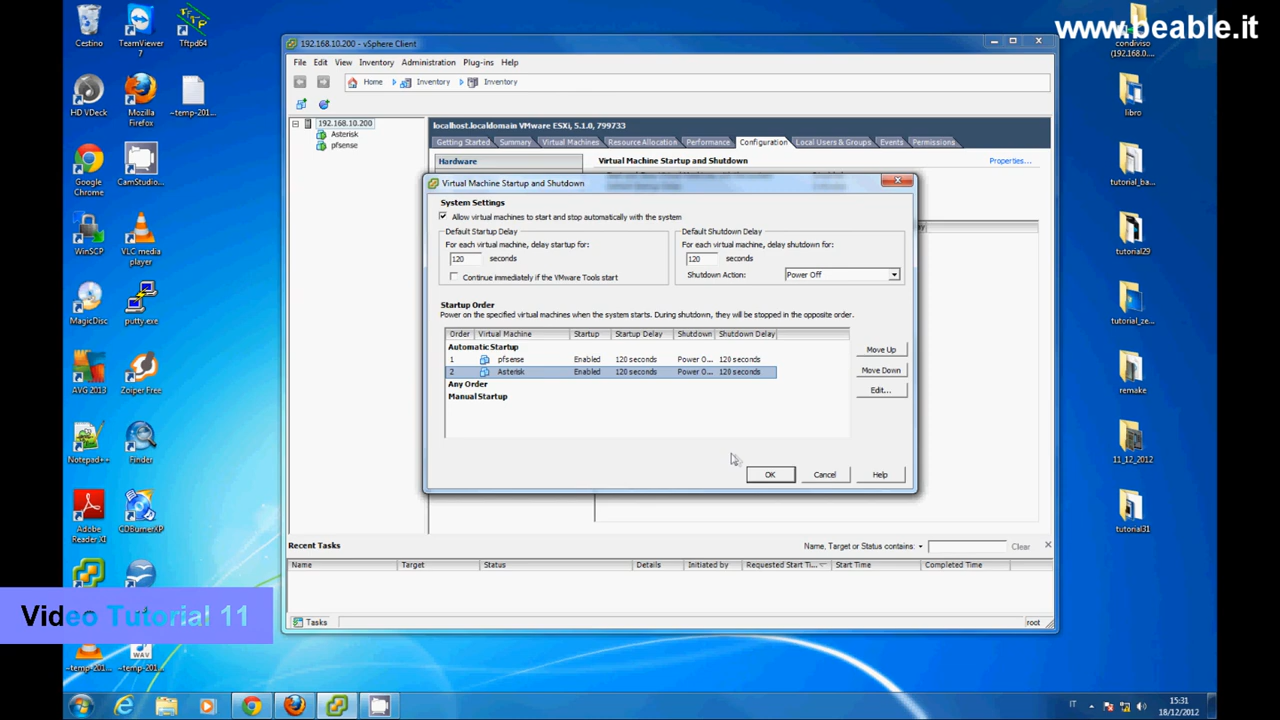 www.beable.it
Cestino
TeamViewer 7
Tftpd64
condiviso (192.168.0....
HD VDeck
Mozilla Firefox
~temp-201...
libro
Google Chrome
CamStudio...
tutorial_ba...
WinSCP
VLC media player
tutorial29
MagicDisc
putty.exe
tutorial_ze...
AVG 2013
Zoiper Free
remake
Notepad++
Finder
11_12_2012
Adobe Reader XI
CDBurnerXP
tutorial31
~temp-201...
~temp-201...
WAV
192.168.10.200 - vSphere Client
File Edit View Inventory Administration Plug-ins Help
Home Inventory Inventory
192.168.10.200
Asterisk
pfsense
localhost.localdomain VMware ESXi, 5.1.0, 799733
Getting Started Summary Virtual Machines Resource Allocation Performance Configuration Local Users & Groups Events Permissions
Hardware
Virtual Machine Startup and Shutdown
Properties...
Virtual Machine Startup and Shutdown
System Settings
Allow virtual machines to start and stop automatically with the system
Default Startup Delay
For each virtual machine, delay startup for:
120 seconds
Continue immediately if the VMware Tools start
Default Shutdown Delay
For each virtual machine, delay shutdown for:
120 seconds
Shutdown Action: Power Off
Startup Order
Power on the specified virtual machines when the system starts. During shutdown, they will be stopped in the opposite order.
Order Virtual Machine Startup Startup Delay Shutdown Shutdown Delay
Automatic Startup
1 pfsense Enabled 120 seconds Power O... 120 seconds
2 Asterisk Enabled 120 seconds Power O... 120 seconds
Any Order
Manual Startup
Move Up
Move Down
Edit...
OK Cancel Help
Recent Tasks
Name, Target or Status contains: Clear
Name Target Status Details Initiated by Requested Start Ti... Start Time Completed Time
Tasks
root
Video Tutorial 11
IT
15:31
18/12/2012